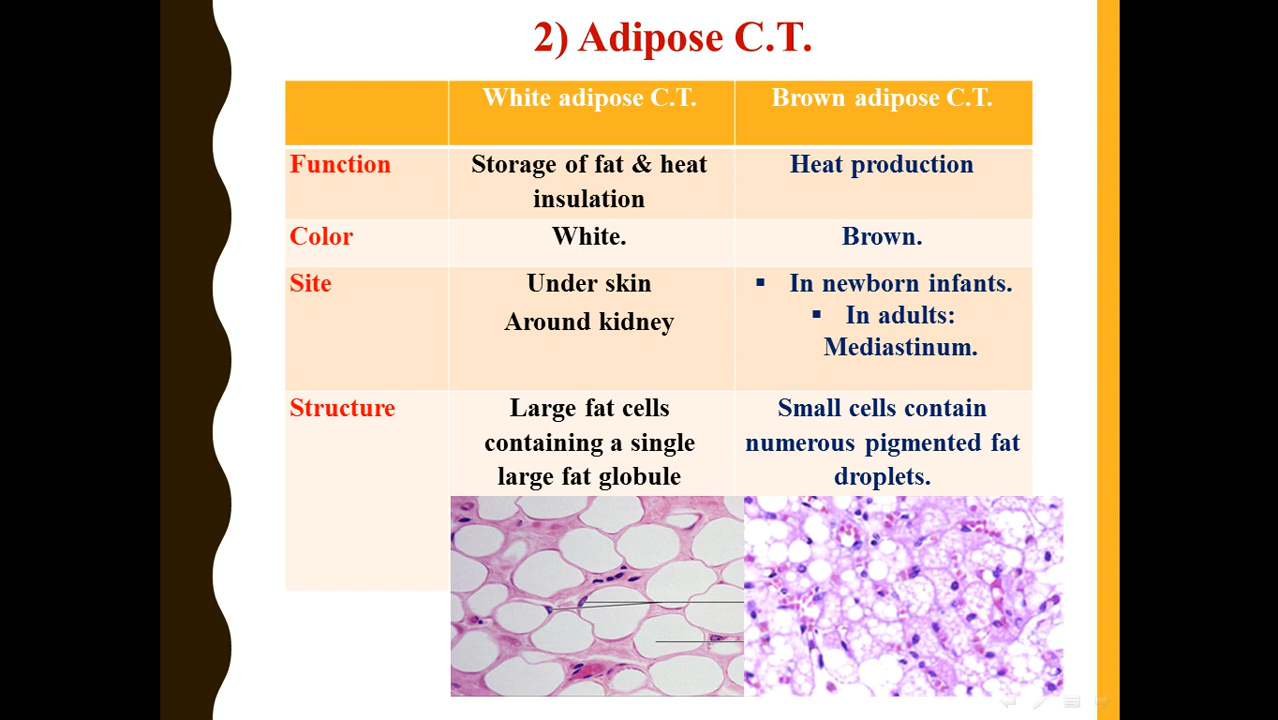 2) Adipose C.T.
White adipose C.T.
Brown adipose C.T.
Function
Storage of fat & heat
insulation
Heat production
Color
White.
Brown.
Site
Under skin
Around kidney
▪ In newborn infants.
▪ In adults:
Mediastinum.
Structure
Large fat cells
containing a single
large fat globule
Small cells contain
numerous pigmented fat
droplets.